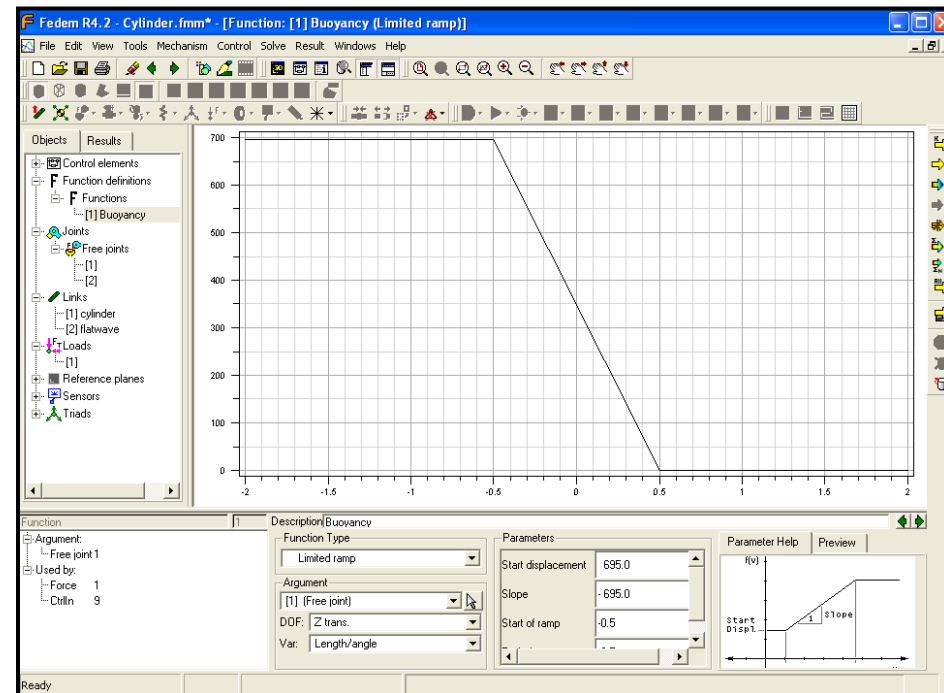 Fedem R4.2 - Cylinder.fmm* - [Function: [1] Buoyancy (Limited ramp)]
File Edit View Tools Mechanism Control Solve Result Windows Help
Objects Results
Control elements
Function definitions
Functions
[1] Buoyancy
Joints
Free joints
[1]
[2]
Links
[1] cylinder
[2] flatwave
Loads
[1]
Reference planes
Sensors
Triads
700
600
500
400
300
200
100
0
-2 -1.5 -1 -0.5 0 0.5 1 1.5 2
Function 1
Argument:
Free joint 1
Used by:
Force 1
CtrlIn 9
Description Buoyancy
Function Type
Limited ramp
Argument
[1] (Free joint)
DOF: Z trans.
Var: Length/angle
Parameters
Start displacement 695.0
Slope - 695.0
Start of ramp -0.5
Parameter Help Preview
f(v)
Start
Displ.
1 Slope
Ready